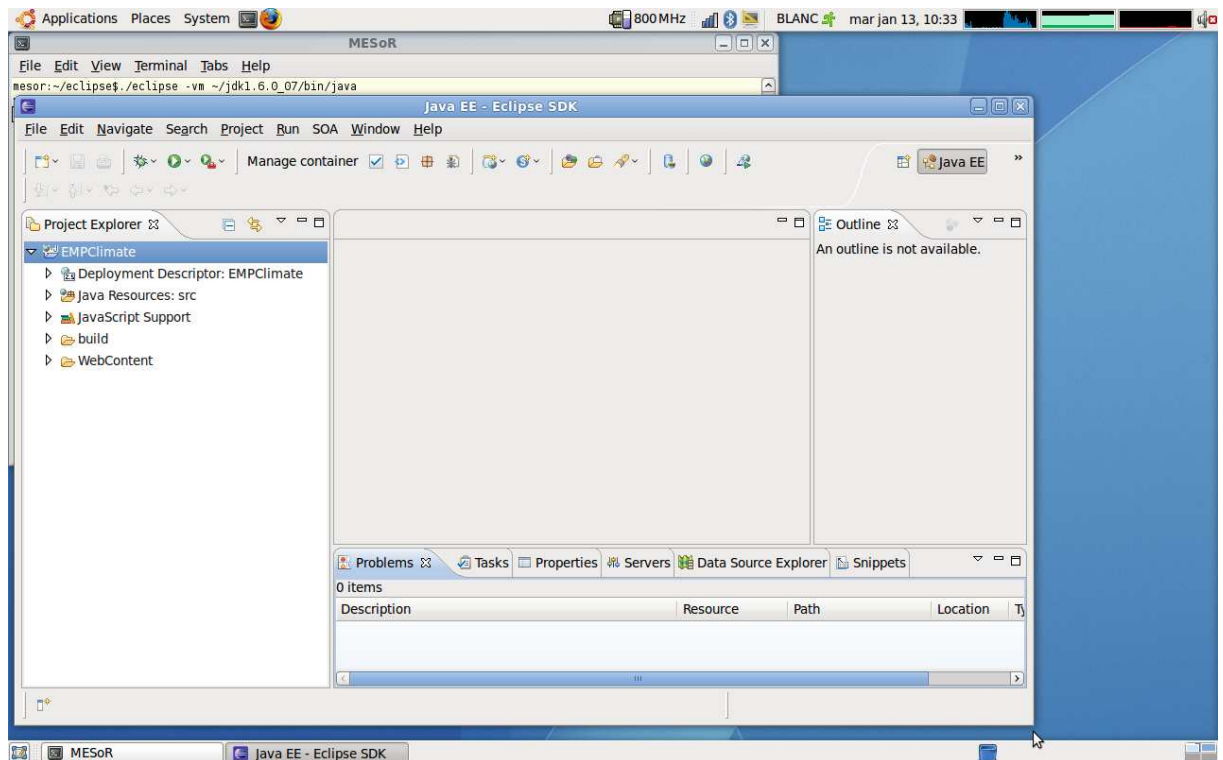 Applications Places System 800 MHz BLANC mar jan 13, 10:33
MESoR
File Edit View Terminal Tabs Help
mesor:~/eclipse$./eclipse -vm ~/jdk1.6.0_07/bin/java
Java EE - Eclipse SDK
File Edit Navigate Search Project Run SOA Window Help
Manage container Java EE »
Project Explorer Outline
EMPClimate An outline is not available.
Deployment Descriptor: EMPClimate
Java Resources: src
JavaScript Support
build
WebContent
Problems Tasks Properties Servers Data Source Explorer Snippets
0 items
Description Resource Path Location Ty
MESoR Java EE - Eclipse SDK